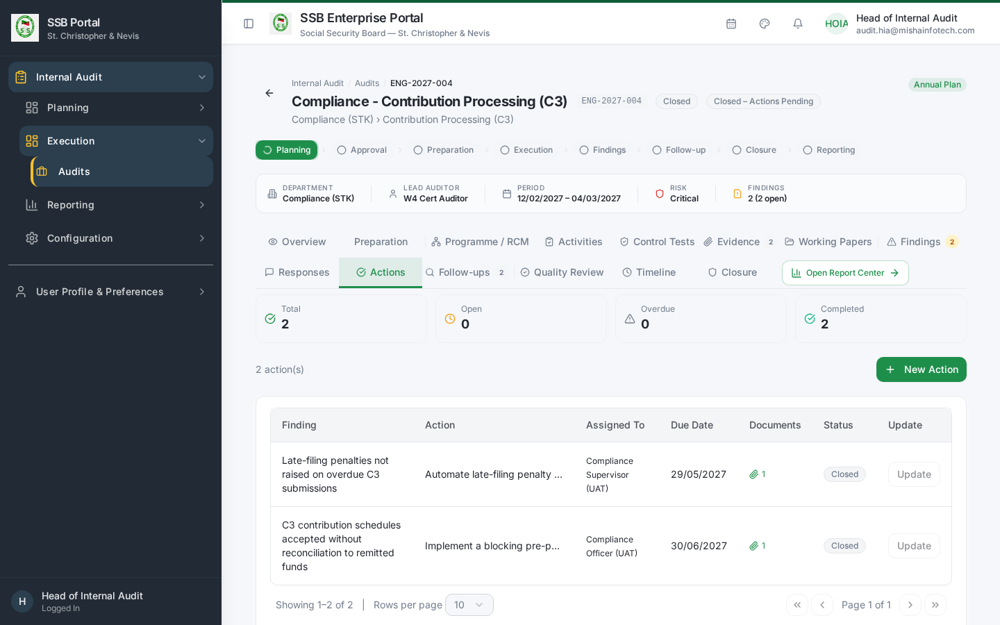 SSB Portal
St. Christopher & Nevis
Internal Audit
Planning
Execution
Audits
Reporting
Configuration
User Profile & Preferences
H
Head of Internal Audit
Logged In
SSB Enterprise Portal
Social Security Board — St. Christopher & Nevis
HOIA
Head of Internal Audit
audit.hia@mishainfotech.com
Internal Audit / Audits / ENG-2027-004
Annual Plan
Compliance - Contribution Processing (C3) ENG-2027-004 Closed Closed – Actions Pending
Compliance (STK) › Contribution Processing (C3)
Planning Approval Preparation Execution Findings Follow-up Closure Reporting
DEPARTMENT LEAD AUDITOR PERIOD RISK FINDINGS
Compliance (STK) W4 Cert Auditor 12/02/2027 – 04/03/2027 Critical 2 (2 open)
Overview Preparation Programme / RCM Activities Control Tests Evidence 2 Working Papers Findings 2
Responses Actions Follow-ups 2 Quality Review Timeline Closure Open Report Center
Total Open Overdue Completed
2 0 0 2
2 action(s)
New Action
Finding Action Assigned To Due Date Documents Status Update
Late-filing penalties not
raised on overdue C3
submissions
Automate late-filing penalty ...
Compliance
Supervisor
(UAT)
29/05/2027 1 Closed Update
C3 contribution schedules
accepted without
reconciliation to remitted
funds
Implement a blocking pre-p...
Compliance
Officer (UAT)
30/06/2027 1 Closed Update
Showing 1–2 of 2 | Rows per page 10 Page 1 of 1